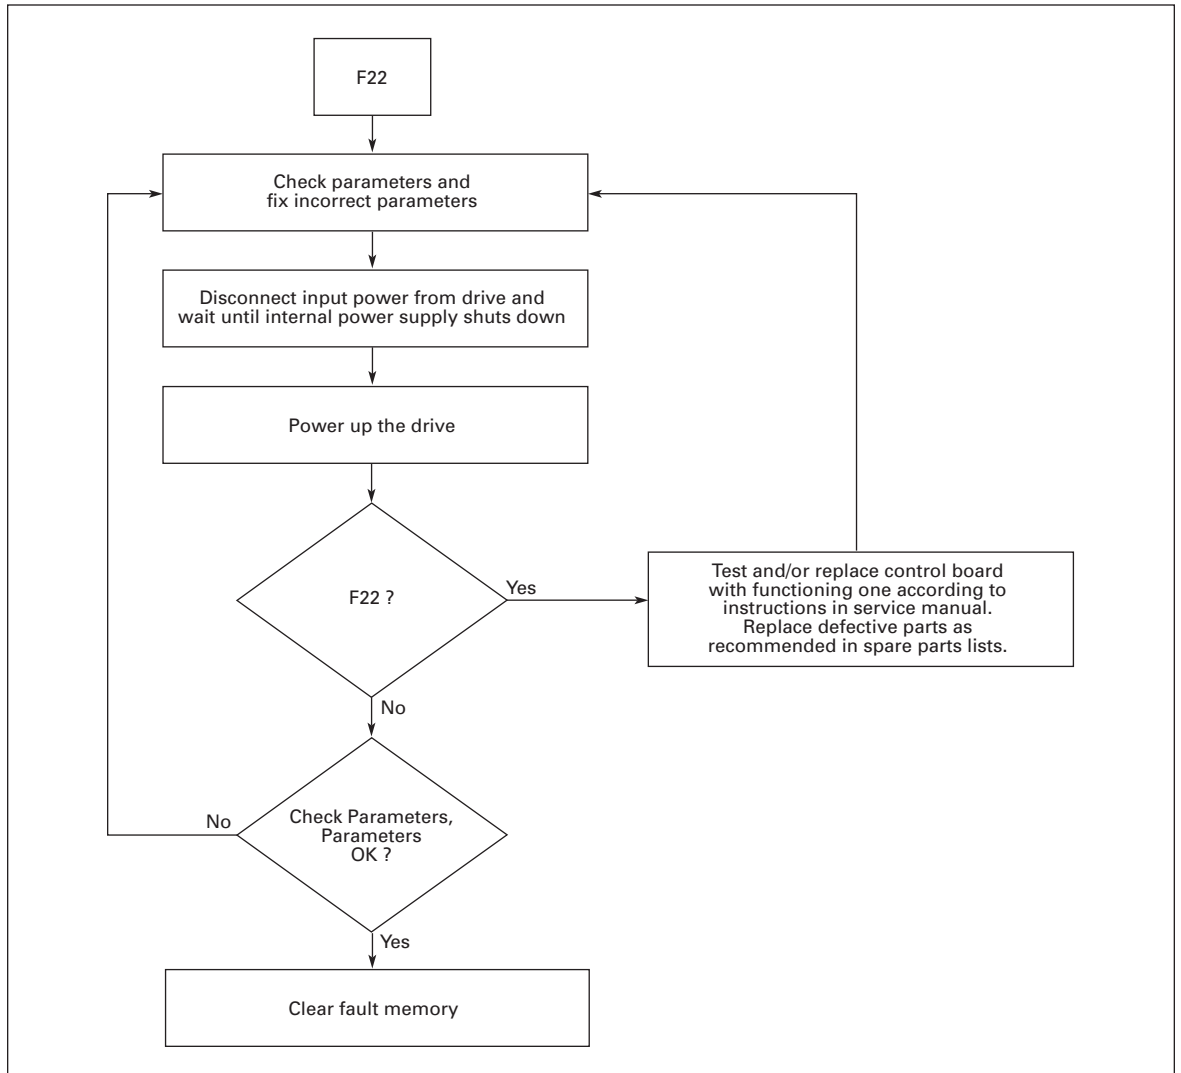 F22
Check parameters and
fix incorrect parameters
Disconnect input power from drive and
wait until internal power supply shuts down
Power up the drive
F22 ?
Yes
Test and/or replace control board
with functioning one according to
instructions in service manual.
Replace defective parts as
recommended in spare parts lists.
No
No
Check Parameters,
Parameters
OK ?
Yes
Clear fault memory